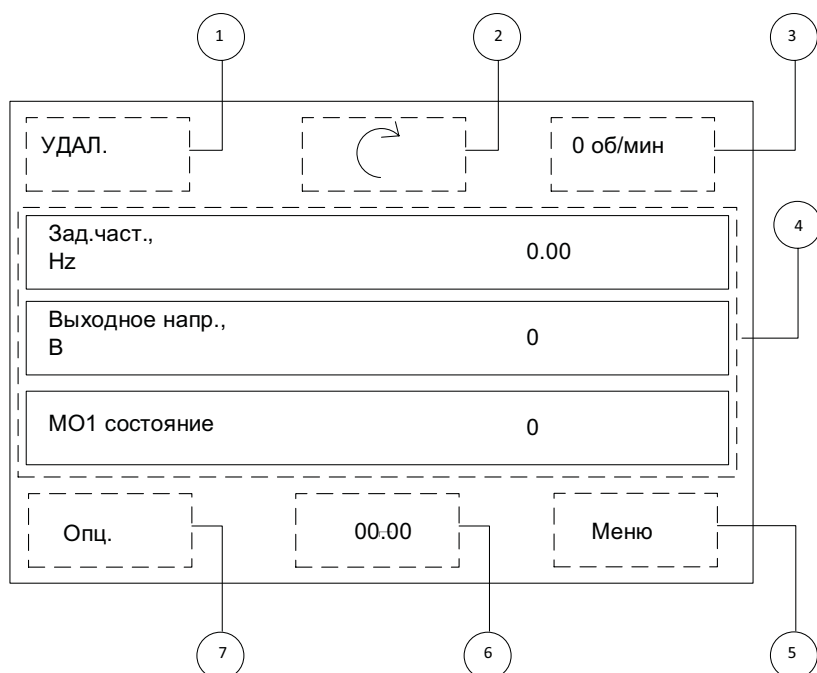 1
2
3
УДАЛ.
0 об/мин
4
Зад.част.,
Hz
0.00
Выходное напр.,
В
0
МО1 состояние
0
Опц.
00.00
Меню
7
6
5